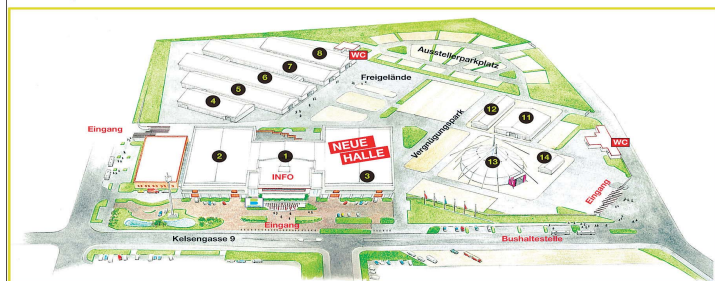 8
WC
7
Ausstellerparkplatz
6
Freigelände
5
4
12
11
Eingang
Vergnügungspark
NEUE
HALLE
WC
2
1
13
14
INFO
3
Eingang
Eingang
Kelsengasse 9
Bushaltestelle